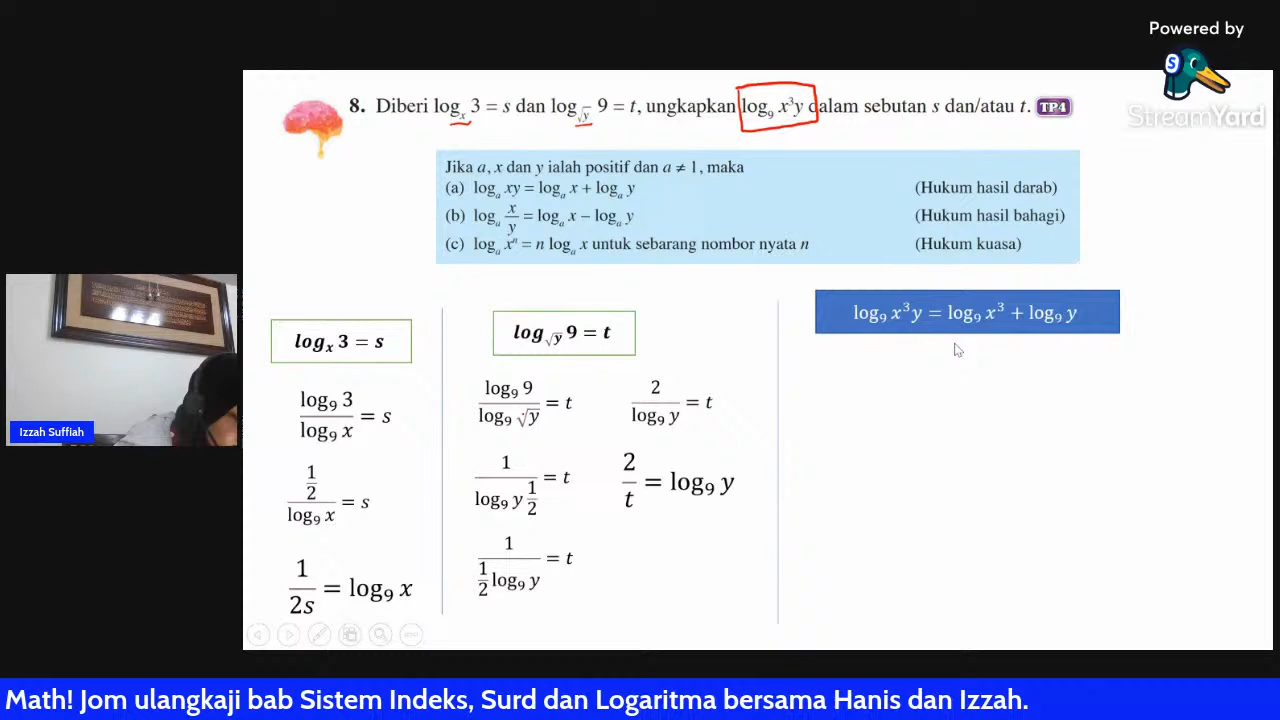 Powered by
S
StreamYard
8. Diberi logₓ 3 = s dan log_√y 9 = t, ungkapkan log₉ x³y dalam sebutan s dan/atau t. TP4
Jika a, x dan y ialah positif dan a ≠ 1, maka
(a) logₐ xy = logₐ x + logₐ y (Hukum hasil darab)
(b) logₐ x/y = logₐ x − logₐ y (Hukum hasil bahagi)
(c) logₐ xⁿ = n logₐ x untuk sebarang nombor nyata n (Hukum kuasa)
logₓ 3 = s
log₉ 3 / log₉ x = s
1/2 / log₉ x = s
1/2s = log₉ x
log_√y 9 = t
log₉ 9 / log₉ √y = t
1 / log₉ y 1/2 = t
1 / 1/2 log₉ y = t
2 / log₉ y = t
2/t = log₉ y
log₉ x³y = log₉ x³ + log₉ y
Izzah Suffiah
Math! Jom ulangkaji bab Sistem Indeks, Surd dan Logaritma bersama Hanis dan Izzah.